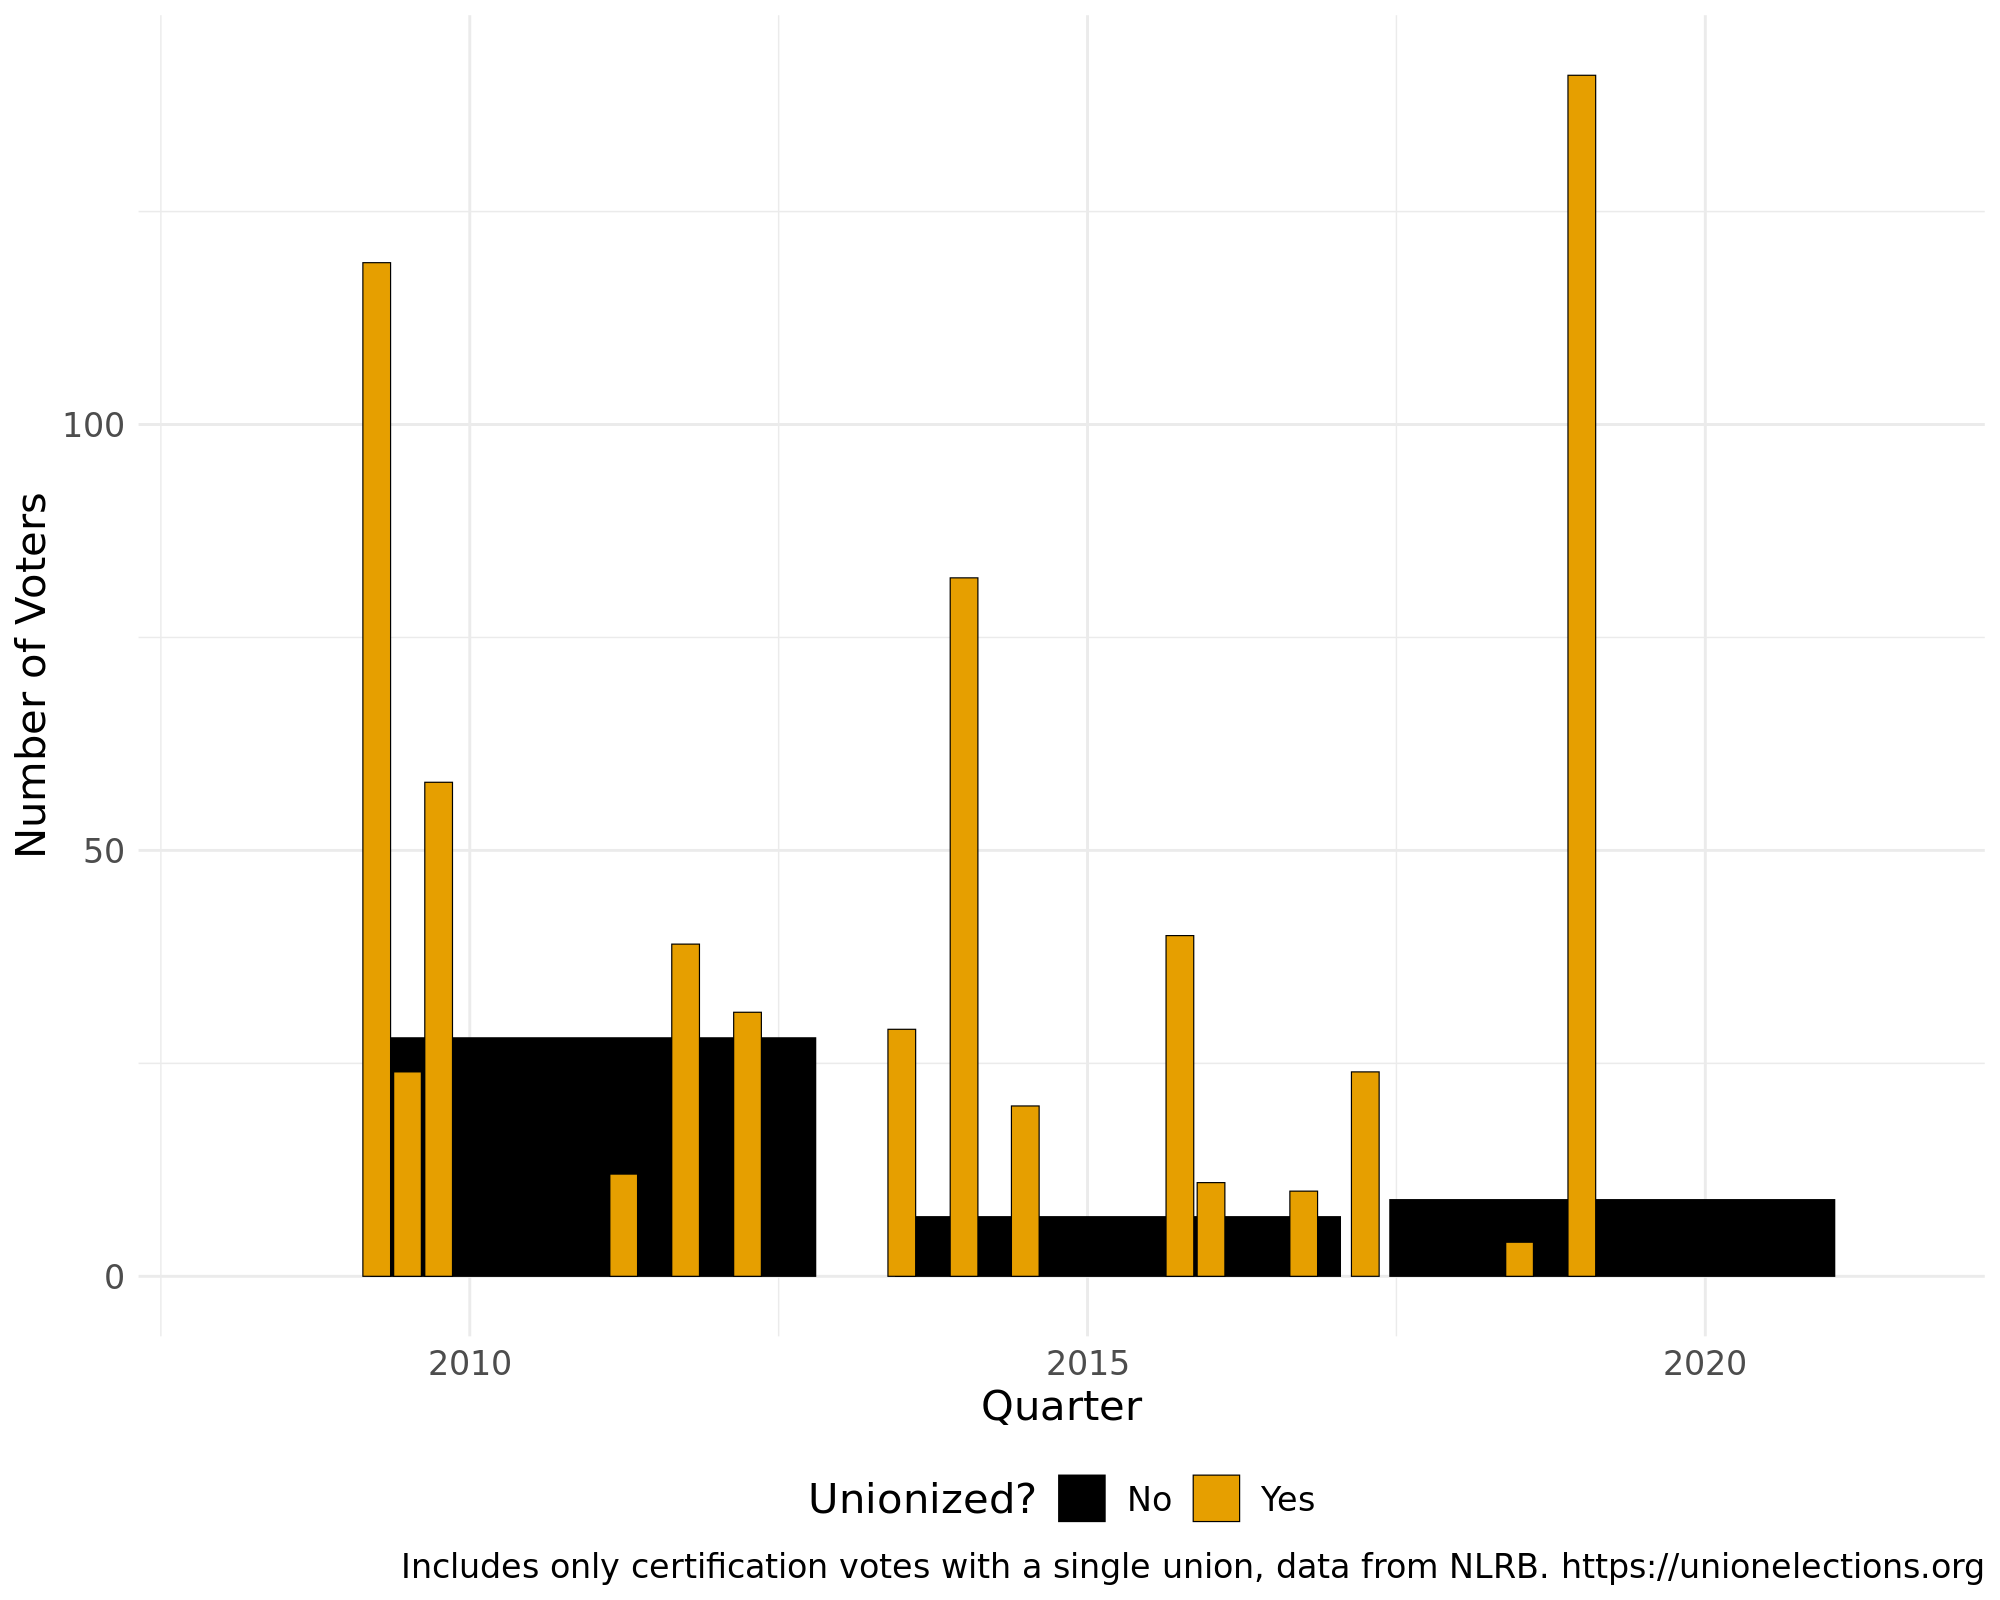 100
50
0
Number of Voters
2010 2015 2020
Quarter
Unionized? No Yes
Includes only certification votes with a single union, data from NLRB. https://unionelections.org